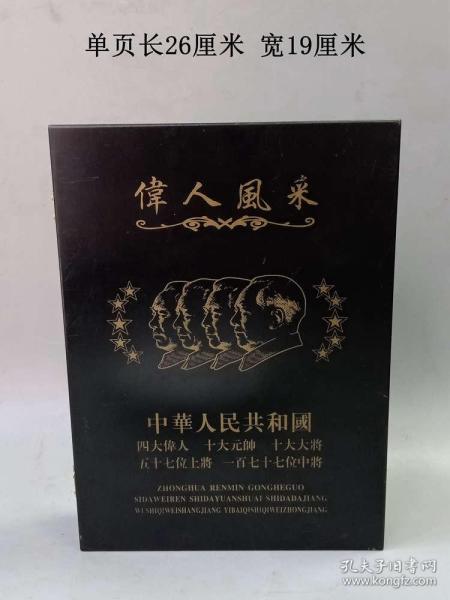 单页长26厘米 宽19厘米
偉人風采
中華人民共和國
四大偉人 十大元帥 十大大將
五十七位上將 一百七十七位中將
ZHONGHUA RENMIN GONGHEGUO
SIDAWEIREN SHIDAYUANSHUAI SHIDADAJIANG
WUSHIQIWEISHANGJIANG YIBAIQISHIQIWEIZHONGJIANG
孔夫子旧书网
www.kongfz.com